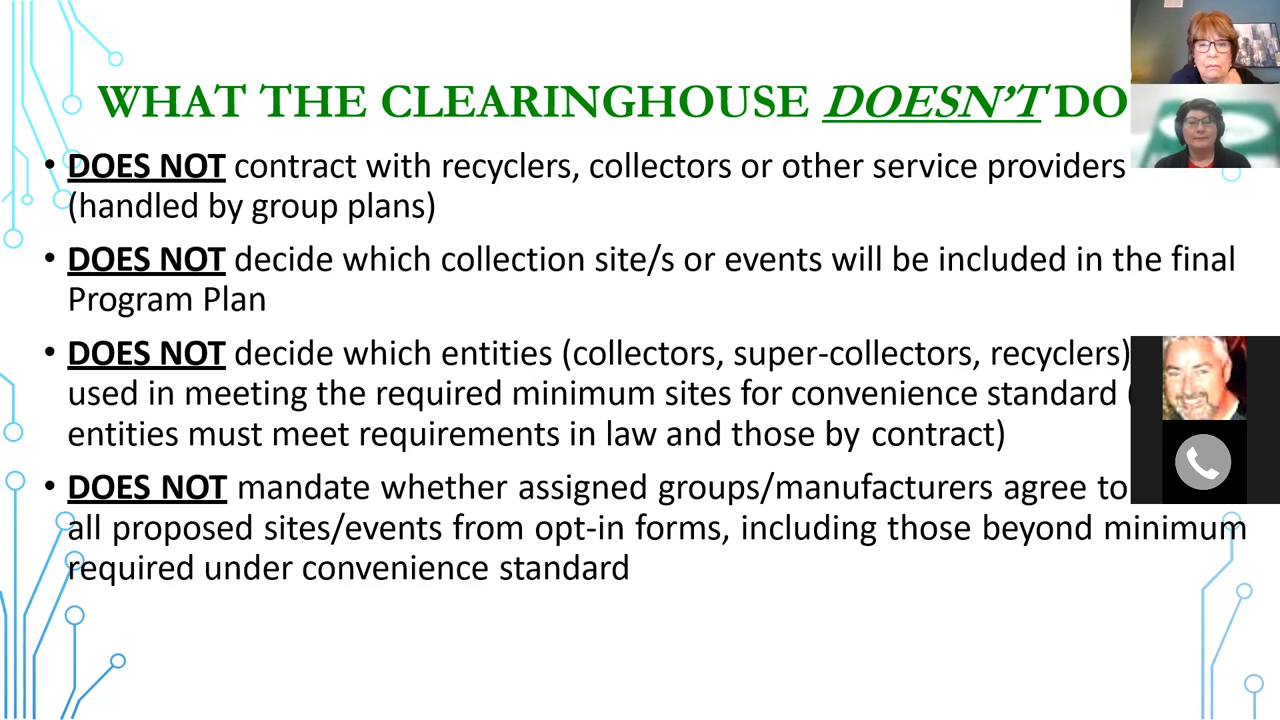 WHAT THE CLEARINGHOUSE DOESN'T DO
• DOES NOT contract with recyclers, collectors or other service providers
(handled by group plans)
• DOES NOT decide which collection site/s or events will be included in the final
Program Plan
• DOES NOT decide which entities (collectors, super-collectors, recyclers)
used in meeting the required minimum sites for convenience standard (
entities must meet requirements in law and those by contract)
• DOES NOT mandate whether assigned groups/manufacturers agree to
all proposed sites/events from opt-in forms, including those beyond minimum
required under convenience standard